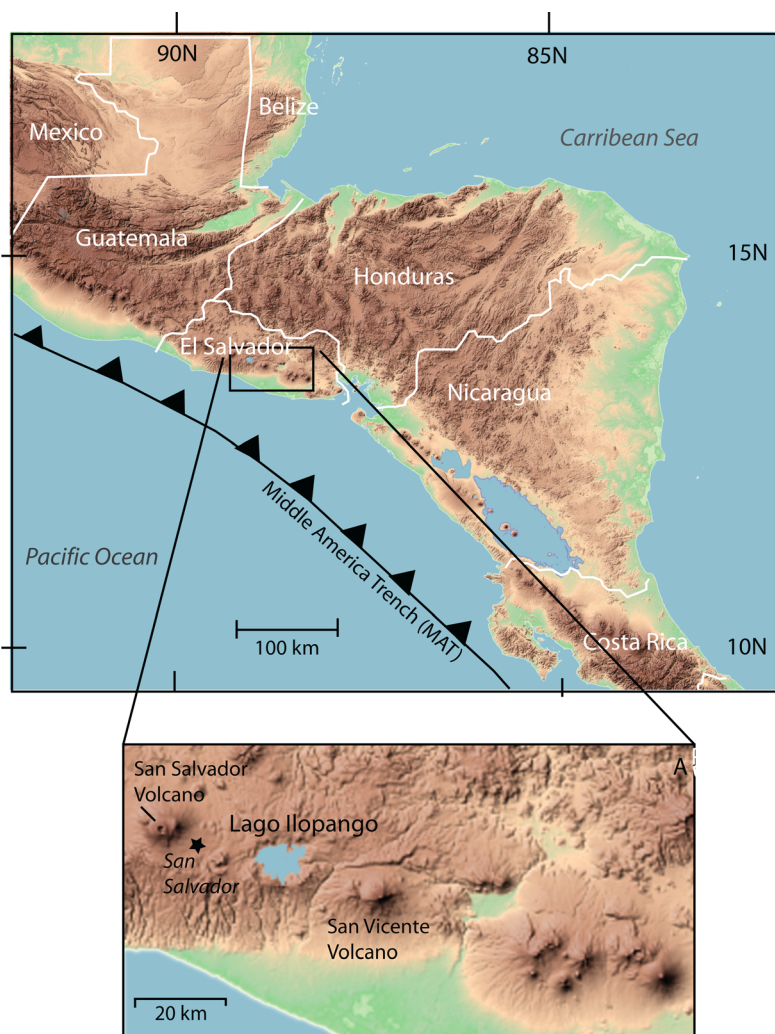 90N
85N
Belize
Mexico
Carribean Sea
Guatemala
15N
Honduras
El Salvador
Nicaragua
Middle America Trench (MAT)
Pacific Ocean
100 km
Costa Rica
10N
A
San Salvador
Volcano
Lago Ilopango
San
Salvador
San Vicente
Volcano
20 km